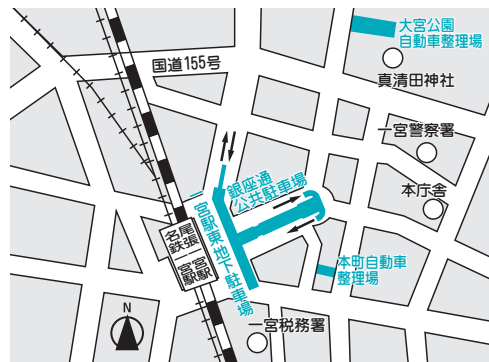 大宮公園
自動車整理場
国道155号
真清田神社
一宮警察署
銀座通
公共駐車場
本庁舎
宮駅東地下駐車場
尾張
一宮駅
名鉄
一宮駅
本町自動車
整理場
N
一宮税務署